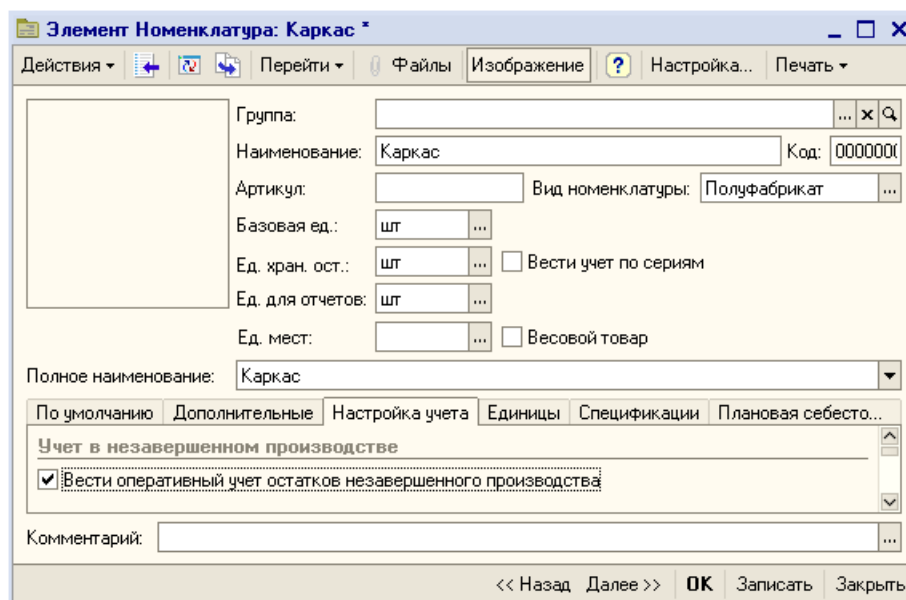 Элемент Номенклатура: Каркас *
Действия Перейти Файлы Изображение ? Настройка... Печать
Группа: ... x
Наименование: Каркас Код: 0000000
Артикул: Вид номенклатуры: Полуфабрикат ...
Базовая ед.: шт ...
Ед. хран. ост.: шт ... Вести учет по сериям
Ед. для отчетов: шт ...
Ед. мест: ... Весовой товар
Полное наименование: Каркас
По умолчанию Дополнительные Настройка учета Единицы Спецификации Плановая себесто...
Учет в незавершенном производстве
Вести оперативный учет остатков незавершенного производства
Комментарий: ...
<< Назад Далее >> OK Записать Закрыть